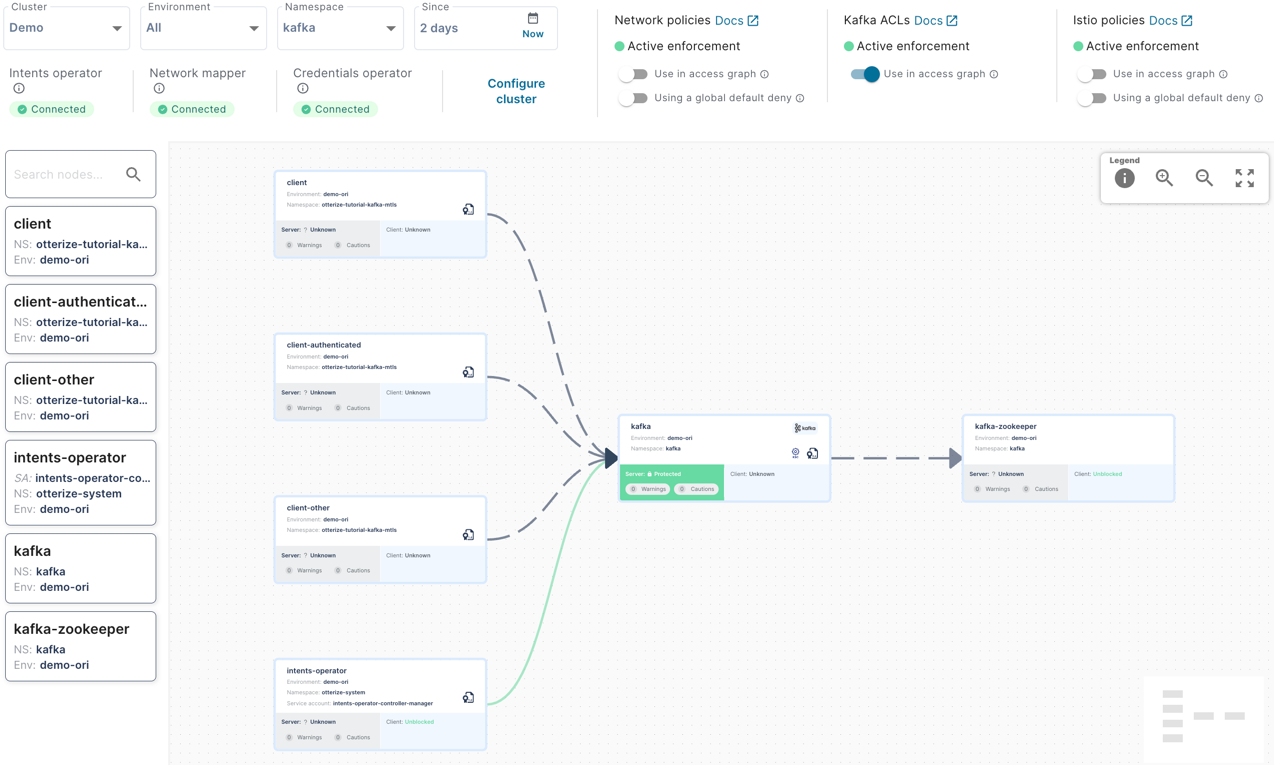 Cluster
Demo
Environment
All
Namespace
kafka
Since
2 days
Now
Intents operator
Connected
Network mapper
Connected
Credentials operator
Connected
Configure
cluster
Network policies Docs
Active enforcement
Use in access graph
Using a global default deny
Kafka ACLs Docs
Active enforcement
Use in access graph
Istio policies Docs
Active enforcement
Use in access graph
Using a global default deny
Search nodes...
client
NS: otterize-tutorial-ka...
Env: demo-ori
client-authenticat...
NS: otterize-tutorial-ka...
Env: demo-ori
client-other
NS: otterize-tutorial-ka...
Env: demo-ori
intents-operator
SA: intents-operator-co...
NS: otterize-system
Env: demo-ori
kafka
NS: kafka
Env: demo-ori
kafka-zookeeper
NS: kafka
Env: demo-ori
Legend
client
Environment: demo-ori
Namespace: otterize-tutorial-kafka-mtls
Server: ? Unknown
0 Warnings 0 Cautions
Client: Unknown
client-authenticated
Environment: demo-ori
Namespace: otterize-tutorial-kafka-mtls
Server: ? Unknown
0 Warnings 0 Cautions
Client: Unknown
client-other
Environment: demo-ori
Namespace: otterize-tutorial-kafka-mtls
Server: ? Unknown
0 Warnings 0 Cautions
Client: Unknown
intents-operator
Environment: demo-ori
Namespace: otterize-system
Service account: intents-operator-controller-manager
Server: ? Unknown
0 Warnings 0 Cautions
Client: Unblocked
kafka
kafka
Environment: demo-ori
Namespace: kafka
Server: Protected
0 Warnings 0 Cautions
Client: Unknown
kafka-zookeeper
Environment: demo-ori
Namespace: kafka
Server: ? Unknown
0 Warnings 0 Cautions
Client: Unblocked